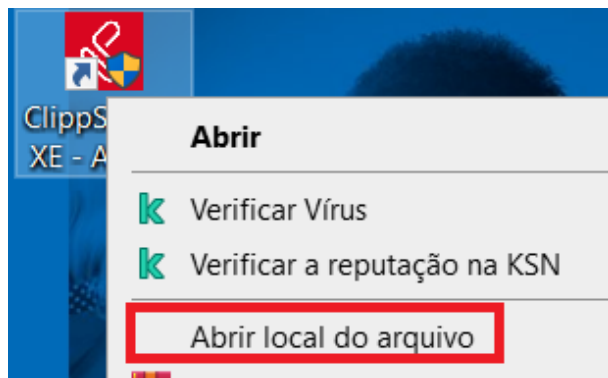 ClippS
XE - A
Abrir
Verificar Vírus
Verificar a reputação na KSN
Abrir local do arquivo